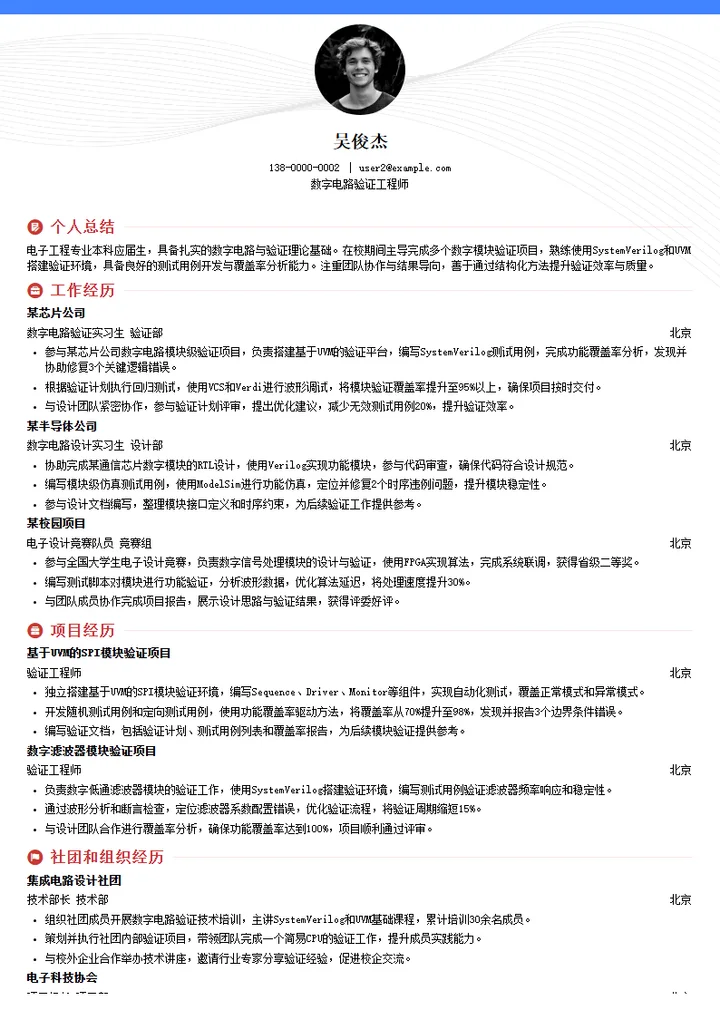 吴俊杰
138-0000-0002 | user2@example.com
数字电路验证工程师
个人总结
电子工程专业本科应届生，具备扎实的数字电路与验证理论基础。在校期间主导完成多个数字模块验证项目，熟练使用SystemVerilog和UVM
搭建验证环境，具备良好的测试用例开发与覆盖率分析能力。注重团队协作与结果导向，善于通过结构化方法提升验证效率与质量。
工作经历
某芯片公司
数字电路验证实习生 验证部 北京
• 参与某芯片公司数字电路模块级验证项目，负责搭建基于UVM的验证平台，编写SystemVerilog测试用例，完成功能覆盖率分析，发现并
协助修复3个关键逻辑错误。
• 根据验证计划执行回归测试，使用VCS和Verdi进行波形调试，将模块验证覆盖率提升至95%以上，确保项目按时交付。
• 与设计团队紧密协作，参与验证计划评审，提出优化建议，减少无效测试用例20%，提升验证效率。
某半导体公司
数字电路设计实习生 设计部 北京
• 协助完成某通信芯片数字模块的RTL设计，使用Verilog实现功能模块，参与代码审查，确保代码符合设计规范。
• 编写模块级仿真测试用例，使用ModelSim进行功能仿真，定位并修复2个时序违例问题，提升模块稳定性。
• 参与设计文档编写，整理模块接口定义和时序约束，为后续验证工作提供参考。
某校园项目
电子设计竞赛队员 竞赛组 北京
• 参与全国大学生电子设计竞赛，负责数字信号处理模块的设计与验证，使用FPGA实现算法，完成系统联调，获得省级二等奖。
• 编写测试脚本对模块进行功能验证，分析波形数据，优化算法延迟，将处理速度提升30%。
• 与团队成员协作完成项目报告，展示设计思路与验证结果，获得评委好评。
项目经历
基于UVM的SPI模块验证项目
验证工程师 北京
• 独立搭建基于UVM的SPI模块验证环境，编写Sequence、Driver、Monitor等组件，实现自动化测试，覆盖正常模式和异常模式。
• 开发随机测试用例和定向测试用例，使用功能覆盖率驱动方法，将覆盖率从70%提升至98%，发现并报告3个边界条件错误。
• 编写验证文档，包括验证计划、测试用例列表和覆盖率报告，为后续模块验证提供参考。
数字滤波器模块验证项目
验证工程师 北京
• 负责数字低通滤波器模块的验证工作，使用SystemVerilog搭建验证环境，编写测试用例验证滤波器频率响应和稳定性。
• 通过波形分析和断言检查，定位滤波器系数配置错误，优化验证流程，将验证周期缩短15%。
• 与设计团队合作进行覆盖率分析，确保功能覆盖率达到100%，项目顺利通过评审。
社团和组织经历
集成电路设计社团
技术部长 技术部 北京
• 组织社团成员开展数字电路验证技术培训，主讲SystemVerilog和UVM基础课程，累计培训30余名成员。
• 策划并执行社团内部验证项目，带领团队完成一个简易CPU的验证工作，提升成员实践能力。
• 与校外企业合作举办技术讲座，邀请行业专家分享验证经验，促进校企交流。
电子科技协会